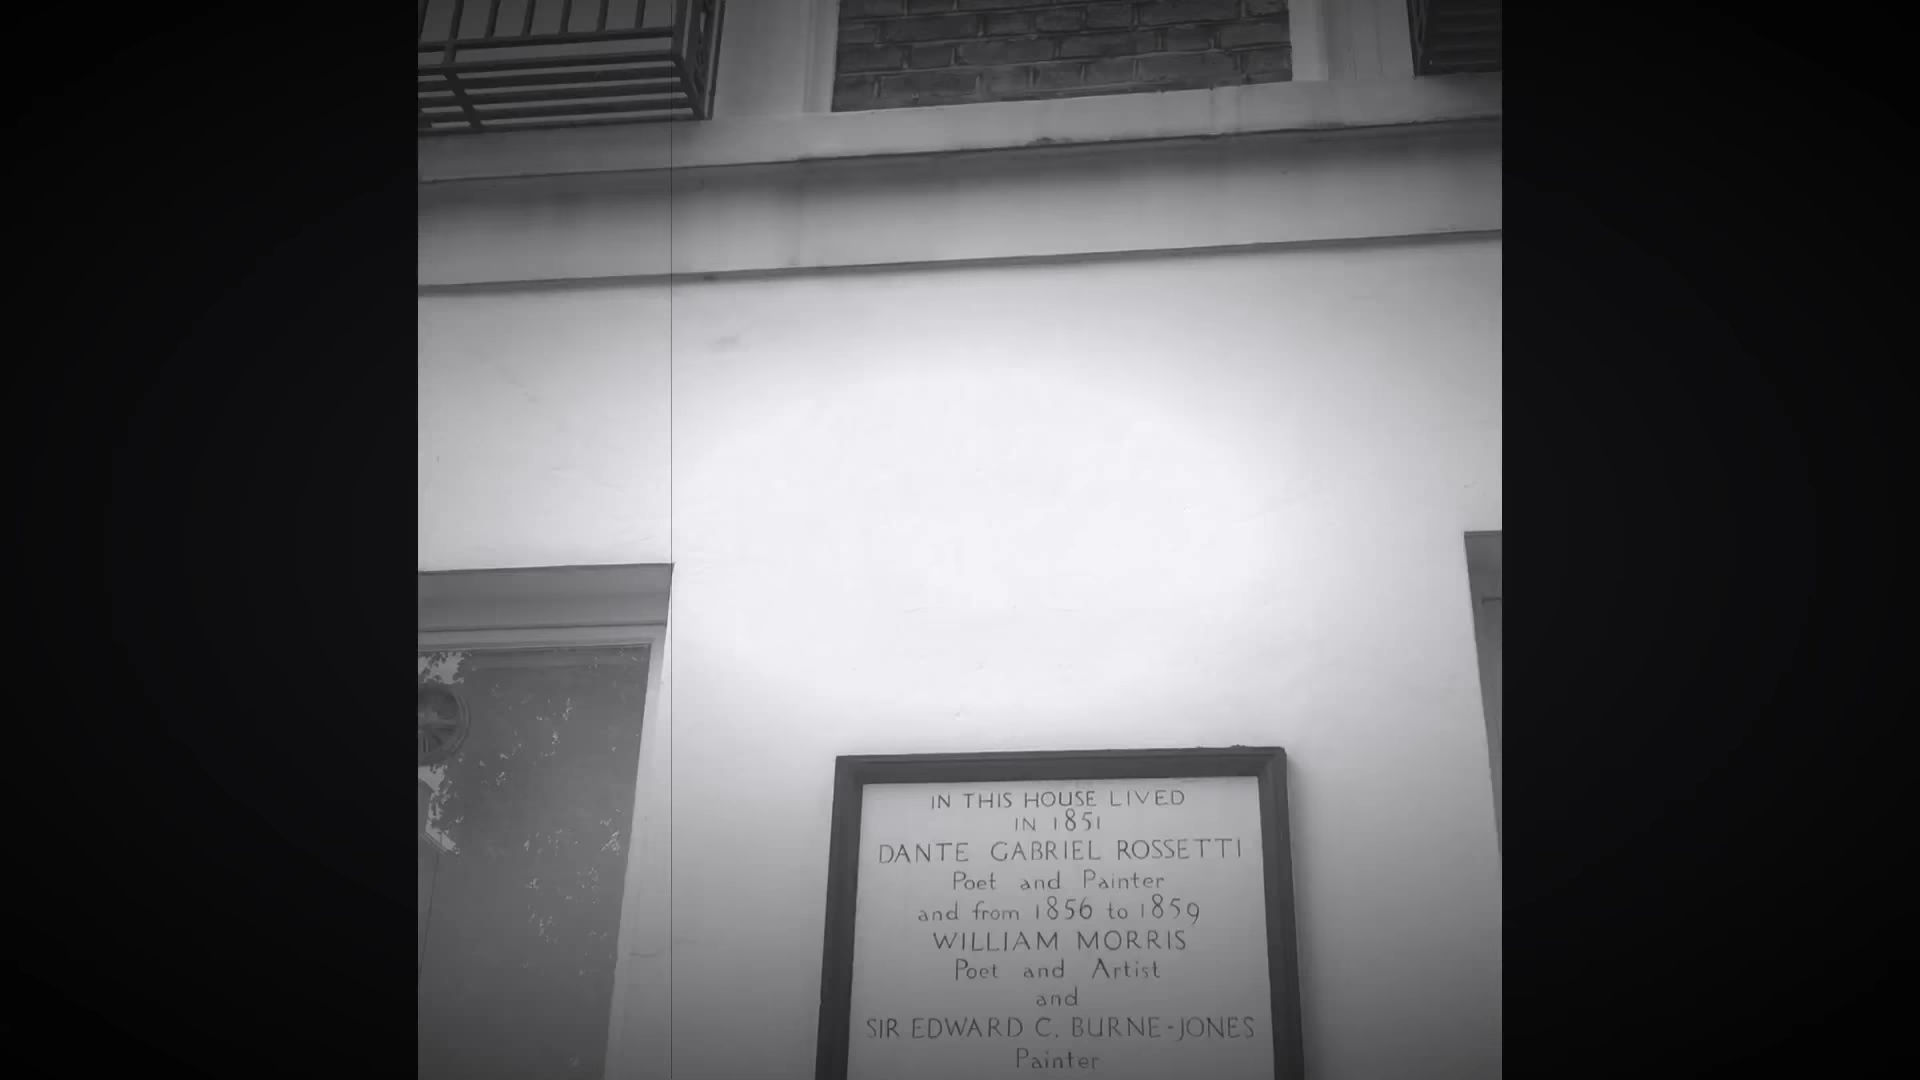 IN THIS HOUSE LIVED
IN 1851
DANTE GABRIEL ROSSETTI
Poet and Painter
and from 1856 to 1859
WILLIAM MORRIS
Poet and Artist
and
SIR EDWARD C. BURNE-JONES
Painter